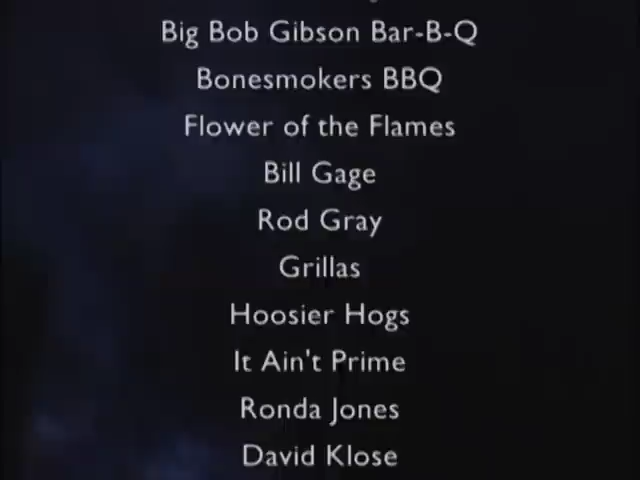 Big Bob Gibson Bar-B-Q
Bonesmokers BBQ
Flower of the Flames
Bill Gage
Rod Gray
Grillas
Hoosier Hogs
It Ain't Prime
Ronda Jones
David Klose